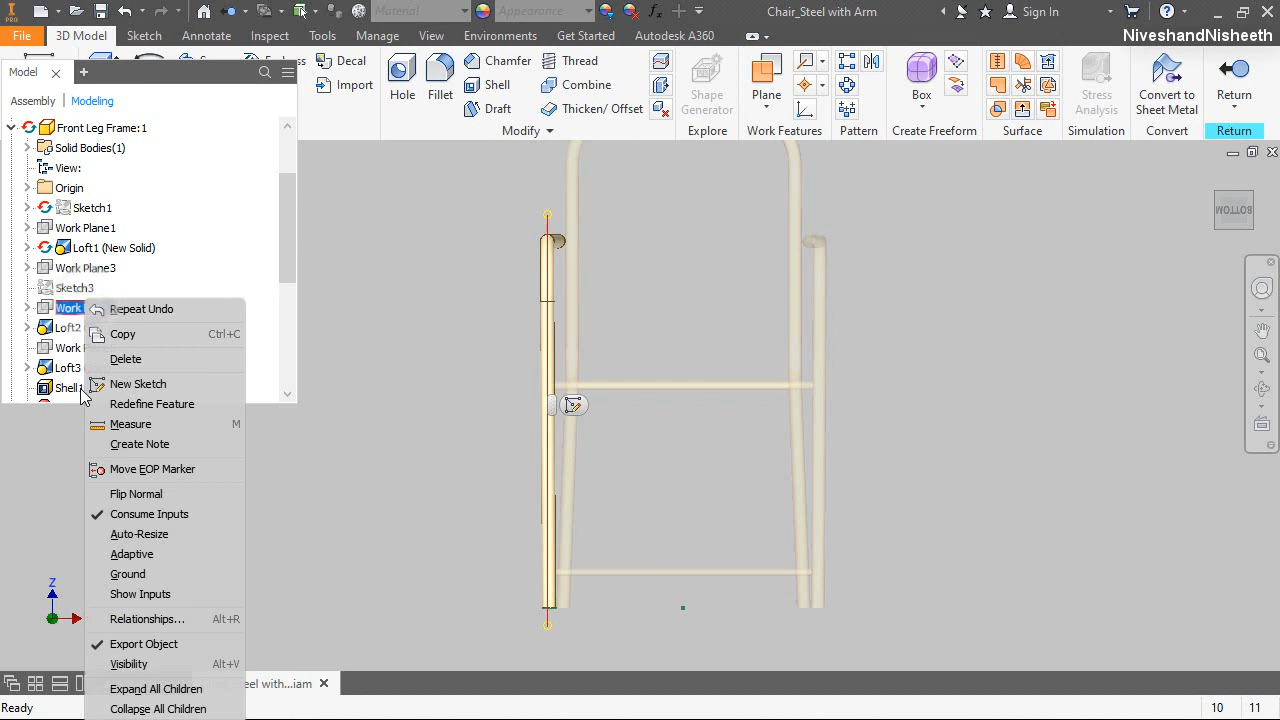 Material
Appearance
Chair_Steel with Arm
Sign In
PRO
File
3D Model
Sketch
Annotate
Inspect
Tools
Manage
View
Environments
Get Started
Autodesk A360
NiveshandNisheeth
Decal
Import
Hole
Fillet
Chamfer
Shell
Draft
Thread
Combine
Thicken/ Offset
Modify
Shape
Generator
Explore
Plane
Work Features
Pattern
Box
Create Freeform
Surface
Stress
Analysis
Simulation
Convert to
Sheet Metal
Convert
Return
Return
Model
Assembly
Modeling
Front Leg Frame:1
Solid Bodies(1)
View:
Origin
Sketch1
Work Plane1
Loft1 (New Solid)
Work Plane3
Sketch3
Work
Loft2
Work
Loft3
Shell
Repeat Undo
Copy Ctrl+C
Delete
New Sketch
Redefine Feature
Measure M
Create Note
Move EOP Marker
Flip Normal
Consume Inputs
Auto-Resize
Adaptive
Ground
Show Inputs
Relationships... Alt+R
Export Object
Visibility Alt+V
Expand All Children
Collapse All Children
BOTTOM
Z
with...iam
Ready
10 11